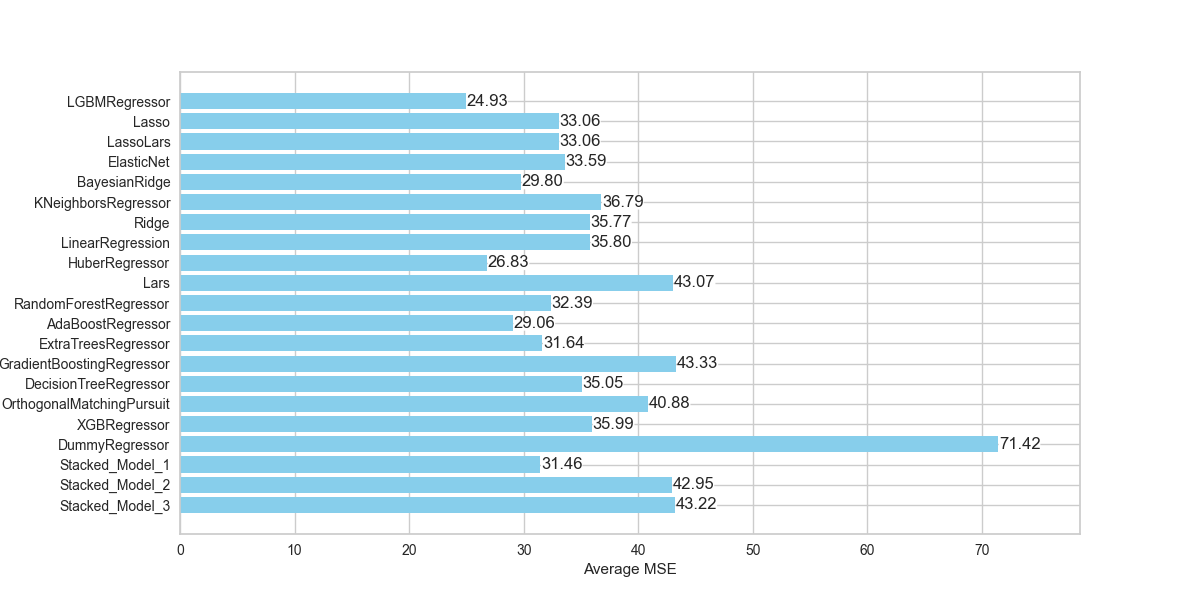 LGBMRegressor 24.93
Lasso 33.06
LassoLars 33.06
ElasticNet 33.59
BayesianRidge 29.80
KNeighborsRegressor 36.79
Ridge 35.77
LinearRegression 35.80
HuberRegressor 26.83
Lars 43.07
RandomForestRegressor 32.39
AdaBoostRegressor 29.06
ExtraTreesRegressor 31.64
GradientBoostingRegressor 43.33
DecisionTreeRegressor 35.05
OrthogonalMatchingPursuit 40.88
XGBRegressor 35.99
DummyRegressor 71.42
Stacked_Model_1 31.46
Stacked_Model_2 42.95
Stacked_Model_3 43.22
0 10 20 30 40 50 60 70
Average MSE